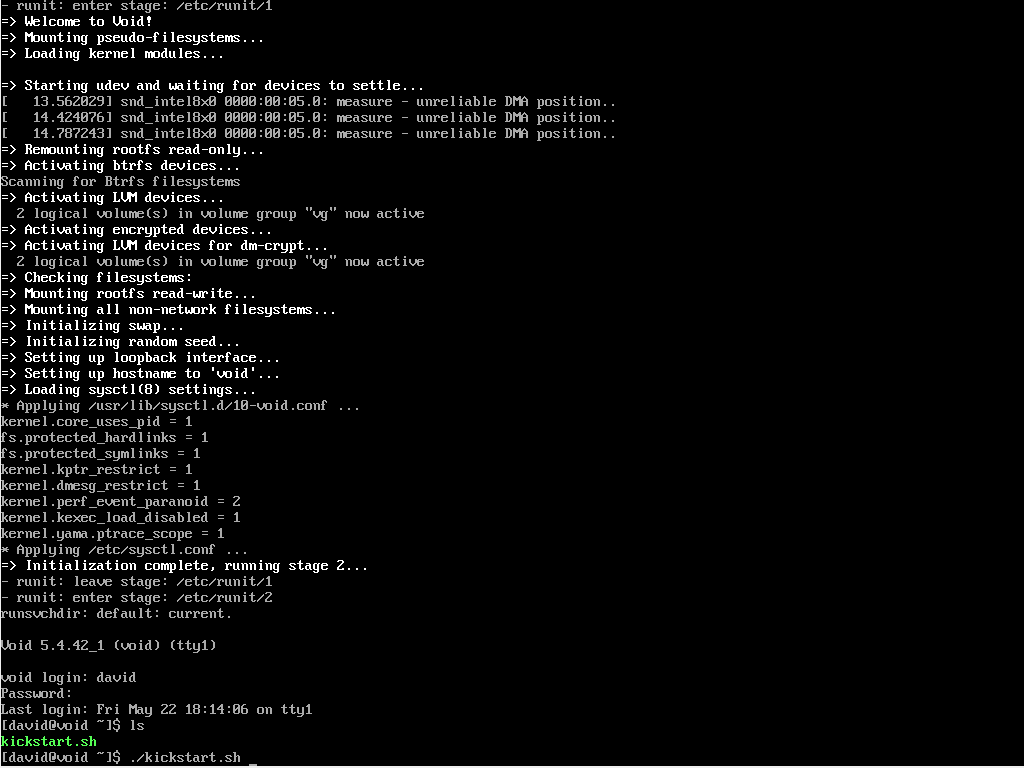 - runit: enter stage: /etc/runit/1
=> Welcome to Void!
=> Mounting pseudo-filesystems...
=> Loading kernel modules...
=> Starting udev and waiting for devices to settle...
[   13.562029] snd_intel8x0 0000:00:05.0: measure - unreliable DMA position..
[   14.424076] snd_intel8x0 0000:00:05.0: measure - unreliable DMA position..
[   14.787243] snd_intel8x0 0000:00:05.0: measure - unreliable DMA position..
=> Remounting rootfs read-only...
=> Activating btrfs devices...
Scanning for Btrfs filesystems
=> Activating LVM devices...
  2 logical volume(s) in volume group "vg" now active
=> Activating encrypted devices...
=> Activating LVM devices for dm-crypt...
  2 logical volume(s) in volume group "vg" now active
=> Checking filesystems:
=> Mounting rootfs read-write...
=> Mounting all non-network filesystems...
=> Initializing swap...
=> Initializing random seed...
=> Setting up loopback interface...
=> Setting up hostname to 'void'...
=> Loading sysctl(8) settings...
* Applying /usr/lib/sysctl.d/10-void.conf ...
kernel.core_uses_pid = 1
fs.protected_hardlinks = 1
fs.protected_symlinks = 1
kernel.kptr_restrict = 1
kernel.dmesg_restrict = 1
kernel.perf_event_paranoid = 2
kernel.kexec_load_disabled = 1
kernel.yama.ptrace_scope = 1
* Applying /etc/sysctl.conf ...
=> Initialization complete, running stage 2...
- runit: leave stage: /etc/runit/1
- runit: enter stage: /etc/runit/2
runsvchdir: default: current.
Void 5.4.42_1 (void) (tty1)
void login: david
Password:
Last login: Fri May 22 18:14:06 on tty1
[david@void ~]$ ls
kickstart.sh
[david@void ~]$ ./kickstart.sh _